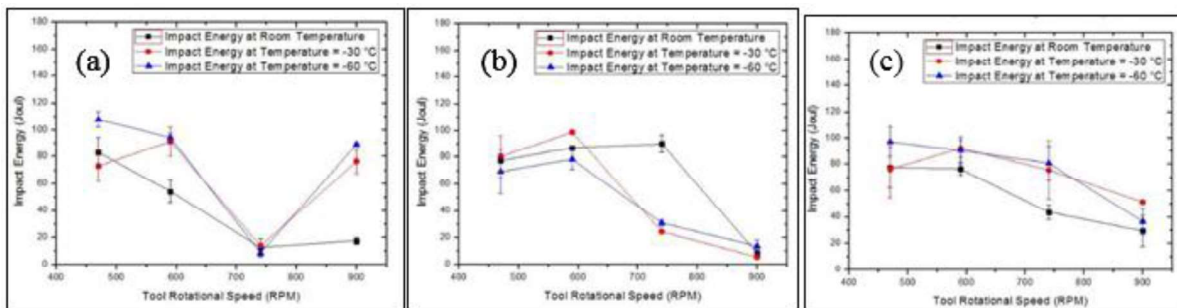 (a)
Impact Energy at Room Temperature
Impact Energy at Temperature = -30 °C
Impact Energy at Temperature = -60 °C
Impact Energy (Joul)
180
160
140
120
100
80
60
40
20
0
400 500 600 700 800 900
Tool Rotational Speed (RPM)
(b)
Impact Energy at Room Temperature
Impact Energy at Temperature = -30 °C
Impact Energy at Temperature = -60 °C
Impact Energy (Joul)
180
160
140
120
100
80
60
40
20
0
400 500 600 700 800 900
Tool Rotational Speed (RPM)
(c)
Impact Energy at Room Temperature
Impact Energy at Temperature = -30 °C
Impact Energy at Temperature = -60 °C
Impact Energy (Joul)
180
160
140
120
100
80
60
40
20
0
400 500 600 700 800 900
Tool Rotational Speed (RPM)